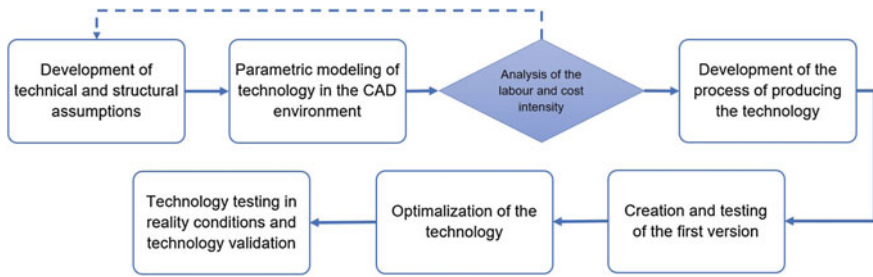 Development of
technical and structural
assumptions
Parametric modeling of
technology in the CAD
environment
Analysis of the
labour and cost
intensity
Development of the
process of producing
the technology
Creation and testing
of the first version
Optimalization of the
technology
Technology testing in
reality conditions and
technology validation